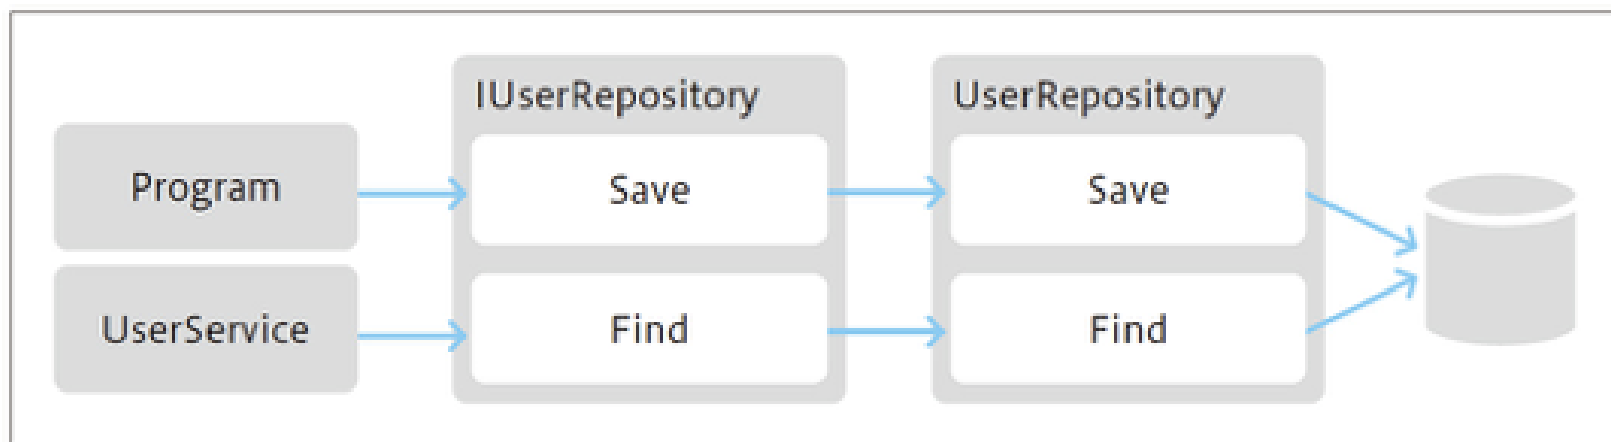 IUserRepository
UserRepository
Program
Save
Save
UserService
Find
Find